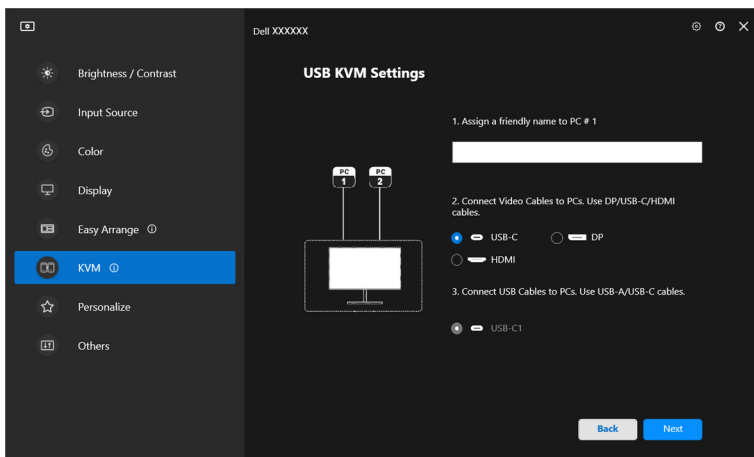 Dell XXXXXX
Brightness / Contrast
Input Source
Color
Display
Easy Arrange
KVM
Personalize
Others
USB KVM Settings
PC
1
PC
2
1. Assign a friendly name to PC # 1
2. Connect Video Cables to PCs. Use DP/USB-C/HDMI
cables.
USB-C
DP
HDMI
3. Connect USB Cables to PCs. Use USB-A/USB-C cables.
USB-C1
Back
Next